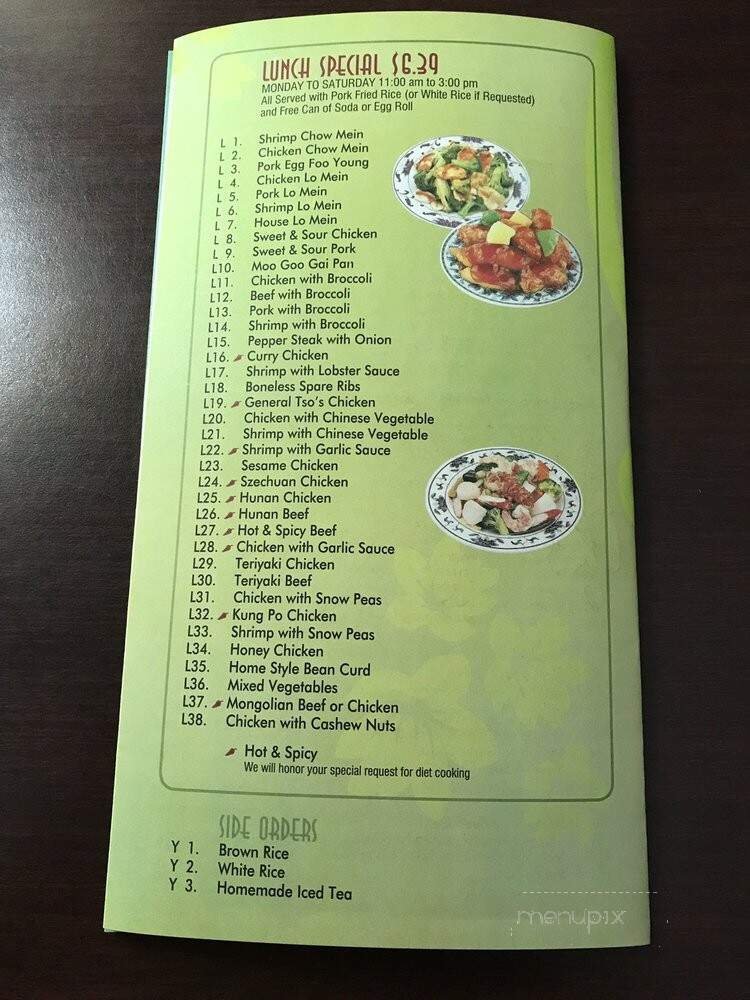 LUNCH SPECIAL $6.39
MONDAY TO SATURDAY 11:00 am to 3:00 pm
All Served with Pork Fried Rice (or White Rice if Requested)
and Free Can of Soda or Egg Roll
L 1. Shrimp Chow Mein
L 2. Chicken Chow Mein
L 3. Pork Egg Foo Young
L 4. Chicken Lo Mein
L 5. Pork Lo Mein
L 6. Shrimp Lo Mein
L 7. House Lo Mein
L 8. Sweet & Sour Chicken
L 9. Sweet & Sour Pork
L10. Moo Goo Gai Pan
L11. Chicken with Broccoli
L12. Beef with Broccoli
L13. Pork with Broccoli
L14. Shrimp with Broccoli
L15. Pepper Steak with Onion
L16. Curry Chicken
L17. Shrimp with Lobster Sauce
L18. Boneless Spare Ribs
L19. General Tso's Chicken
L20. Chicken with Chinese Vegetable
L21. Shrimp with Chinese Vegetable
L22. Shrimp with Garlic Sauce
L23. Sesame Chicken
L24. Szechuan Chicken
L25. Hunan Chicken
L26. Hunan Beef
L27. Hot & Spicy Beef
L28. Chicken with Garlic Sauce
L29. Teriyaki Chicken
L30. Teriyaki Beef
L31. Chicken with Snow Peas
L32. Kung Po Chicken
L33. Shrimp with Snow Peas
L34. Honey Chicken
L35. Home Style Bean Curd
L36. Mixed Vegetables
L37. Mongolian Beef or Chicken
L38. Chicken with Cashew Nuts
Hot & Spicy
We will honor your special request for diet cooking
SIDE ORDERS
Y 1. Brown Rice
Y 2. White Rice
Y 3. Homemade Iced Tea
menupix